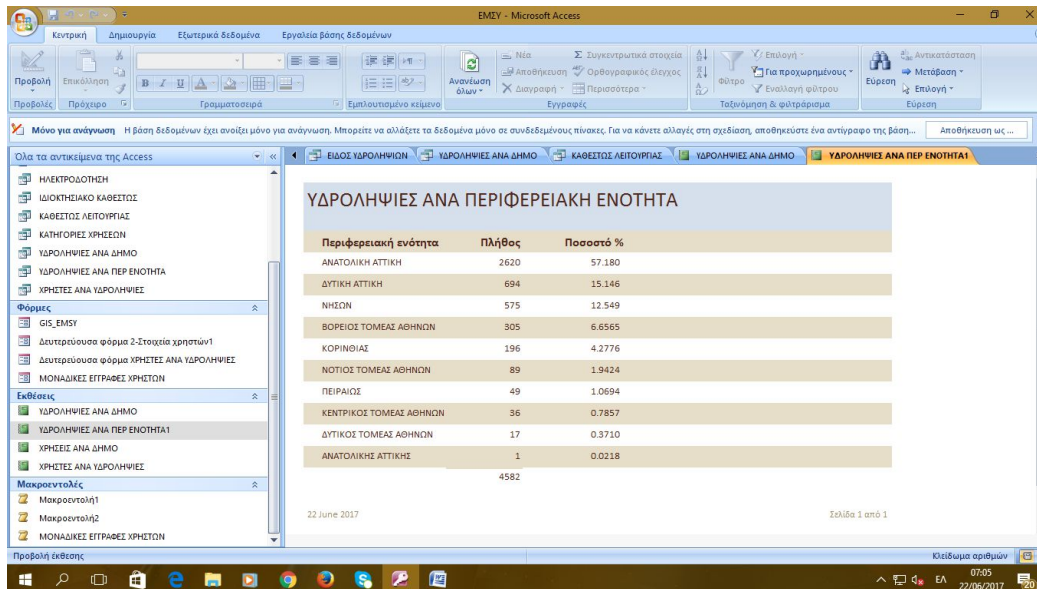 ΕΜΣΥ - Microsoft Access
Κεντρική Δημιουργία Εξωτερικά δεδομένα Εργαλεία βάσης δεδομένων
Προβολή
Επικόλληση
B I U A
Ανανέωση όλων
Νέα
Αποθήκευση
Διαγραφή
Συγκεντρωτικά στοιχεία
Ορθογραφικός έλεγχος
Περισσότερα
Φίλτρο
Επιλογή
Για προχωρημένους
Εναλλαγή φίλτρου
Εύρεση
Αντικατάσταση
Μετάβαση
Επιλογή
Προβολές Πρόχειρο Γραμματοσειρά Εμπλουτισμένο κείμενο Εγγραφές Ταξινόμηση & φιλτράρισμα Εύρεση
Μόνο για ανάγνωση Η βάση δεδομένων έχει ανοίξει μόνο για ανάγνωση. Μπορείτε να αλλάξετε τα δεδομένα μόνο σε συνδεδεμένους πίνακες. Για να κάνετε αλλαγές στη σχεδίαση, αποθηκεύστε ένα αντίγραφο της βάση... Αποθήκευση ως ...
Όλα τα αντικείμενα της Access
ΗΛΕΚΤΡΟΔΟΤΗΣΗ
ΙΔΙΟΚΤΗΣΙΑΚΟ ΚΑΘΕΣΤΩΣ
ΚΑΘΕΣΤΩΣ ΛΕΙΤΟΥΡΓΙΑΣ
ΚΑΤΗΓΟΡΙΕΣ ΧΡΗΣΕΩΝ
ΥΔΡΟΛΗΨΙΕΣ ΑΝΑ ΔΗΜΟ
ΥΔΡΟΛΗΨΙΕΣ ΑΝΑ ΠΕΡ ΕΝΟΤΗΤΑ
ΧΡΗΣΤΕΣ ΑΝΑ ΥΔΡΟΛΗΨΙΕΣ
Φόρμες
GIS_EMSY
Δευτερεύουσα φόρμα 2-Στοιχεία χρηστών1
Δευτερεύουσα φόρμα ΧΡΗΣΤΕΣ ΑΝΑ ΥΔΡΟΛΗΨΙΕΣ
ΜΟΝΑΔΙΚΕΣ ΕΓΓΡΑΦΕΣ ΧΡΗΣΤΩΝ
Εκθέσεις
ΥΔΡΟΛΗΨΙΕΣ ΑΝΑ ΔΗΜΟ
ΥΔΡΟΛΗΨΙΕΣ ΑΝΑ ΠΕΡ ΕΝΟΤΗΤΑ1
ΧΡΗΣΕΙΣ ΑΝΑ ΔΗΜΟ
ΧΡΗΣΤΕΣ ΑΝΑ ΥΔΡΟΛΗΨΙΕΣ
Μακροεντολές
Μακροεντολή1
Μακροεντολή2
ΜΟΝΑΔΙΚΕΣ ΕΓΓΡΑΦΕΣ ΧΡΗΣΤΩΝ
ΕΙΔΟΣ ΥΔΡΟΛΗΨΙΩΝ ΥΔΡΟΛΗΨΙΕΣ ΑΝΑ ΔΗΜΟ ΚΑΘΕΣΤΩΣ ΛΕΙΤΟΥΡΓΙΑΣ ΥΔΡΟΛΗΨΙΕΣ ΑΝΑ ΔΗΜΟ ΥΔΡΟΛΗΨΙΕΣ ΑΝΑ ΠΕΡ ΕΝΟΤΗΤΑ1
ΥΔΡΟΛΗΨΙΕΣ ΑΝΑ ΠΕΡΙΦΕΡΕΙΑΚΗ ΕΝΟΤΗΤΑ
Περιφερειακή ενότητα Πλήθος Ποσοστό %
ΑΝΑΤΟΛΙΚΗ ΑΤΤΙΚΗ 2620 57.180
ΔΥΤΙΚΗ ΑΤΤΙΚΗ 694 15.146
ΝΗΣΩΝ 575 12.549
ΒΟΡΕΙΟΣ ΤΟΜΕΑΣ ΑΘΗΝΩΝ 305 6.6565
ΚΟΡΙΝΘΙΑΣ 196 4.2776
ΝΟΤΙΟΣ ΤΟΜΕΑΣ ΑΘΗΝΩΝ 89 1.9424
ΠΕΙΡΑΙΩΣ 49 1.0694
ΚΕΝΤΡΙΚΟΣ ΤΟΜΕΑΣ ΑΘΗΝΩΝ 36 0.7857
ΔΥΤΙΚΟΣ ΤΟΜΕΑΣ ΑΘΗΝΩΝ 17 0.3710
ΑΝΑΤΟΛΙΚΗΣ ΑΤΤΙΚΗΣ 1 0.0218
4582
22 June 2017 Σελίδα 1 από 1
Προβολή έκθεσης Κλείδωμα αριθμών
ΕΛ
07:05
22/06/2017